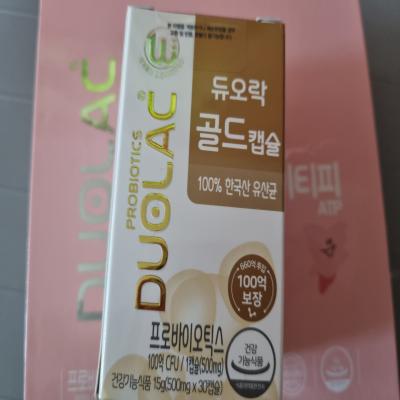 듀오락
골드 캡슐
100% 한국산 유산균
PROBIOTICS
DUOLAC®
660억 투입
100억
보장
프로바이오틱스
100억 CFU / 1캡슐(500mg)
건강기능식품 15g(500mg x 30캡슐)
건강
기능식품
DUOLAC
티피
ATP